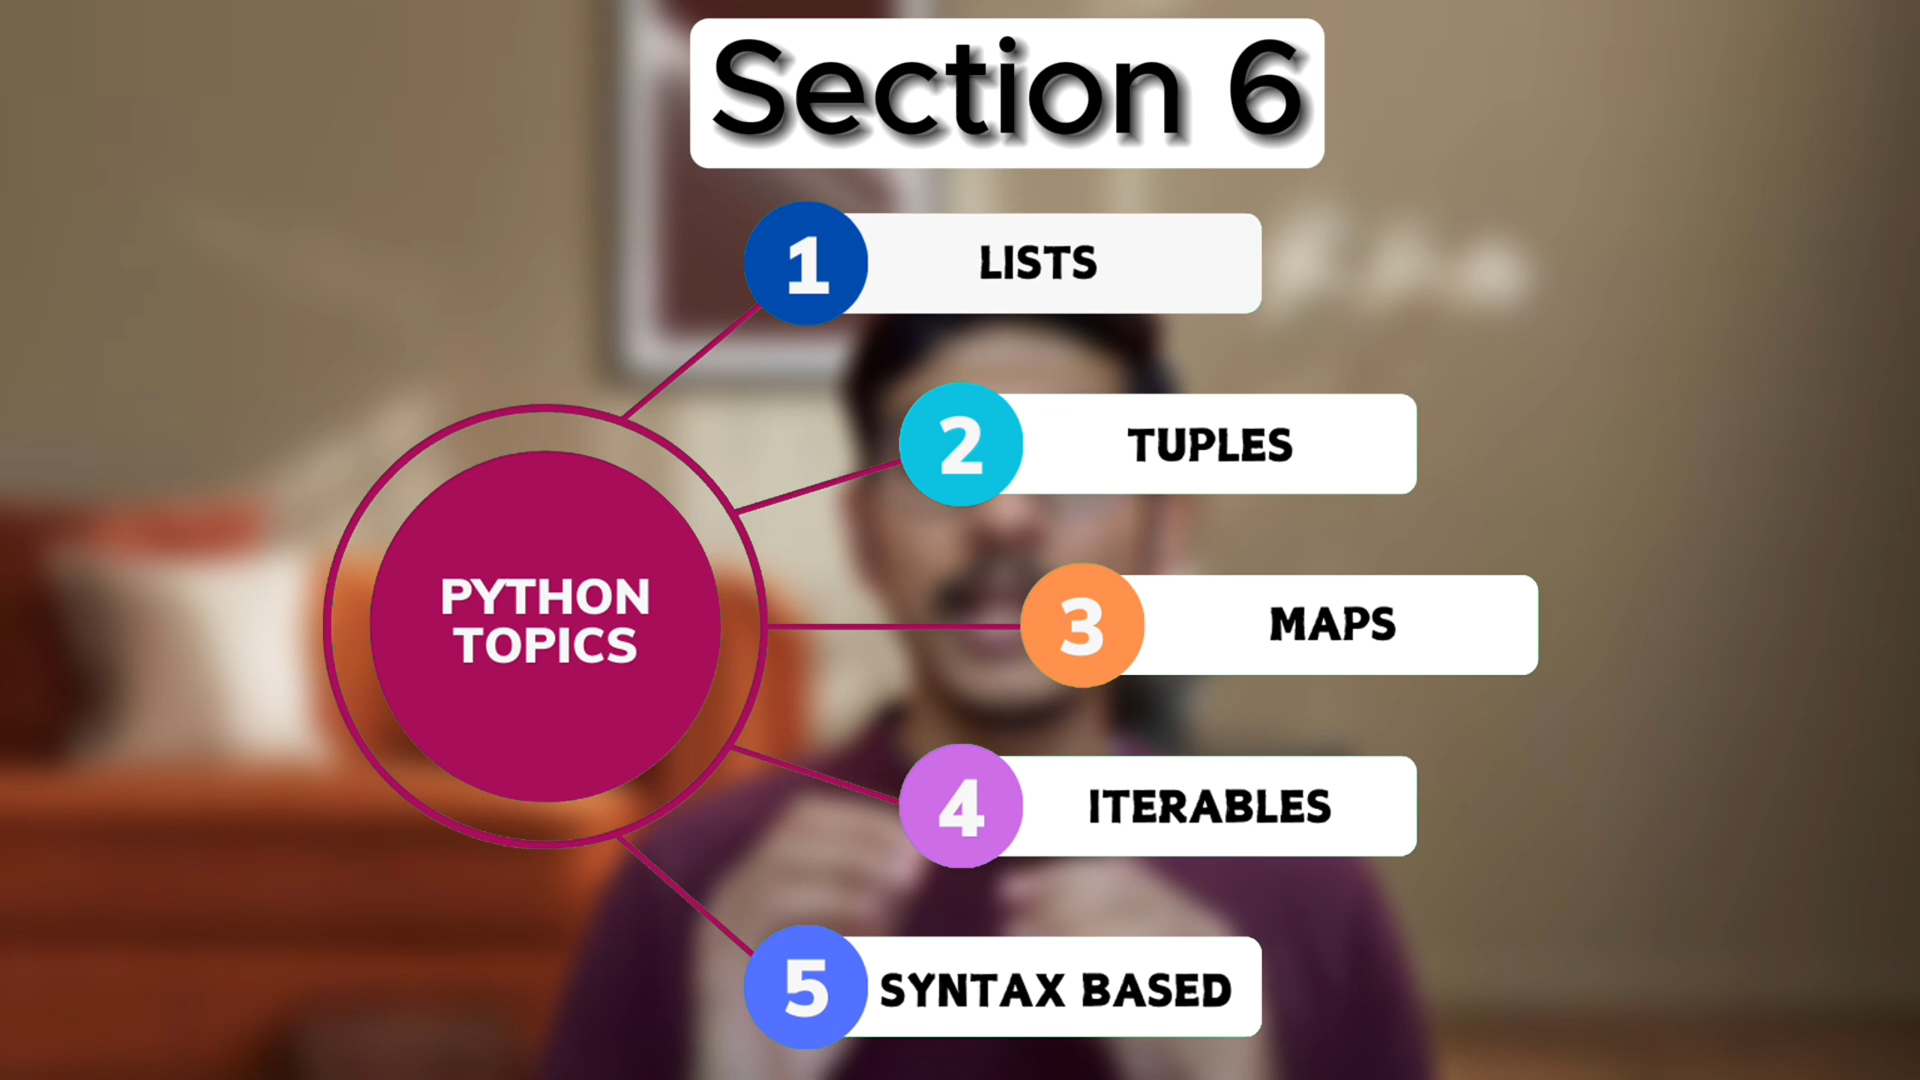 Section 6
1
LISTS
2
TUPLES
PYTHON
TOPICS
3
MAPS
4
ITERABLES
5
SYNTAX BASED